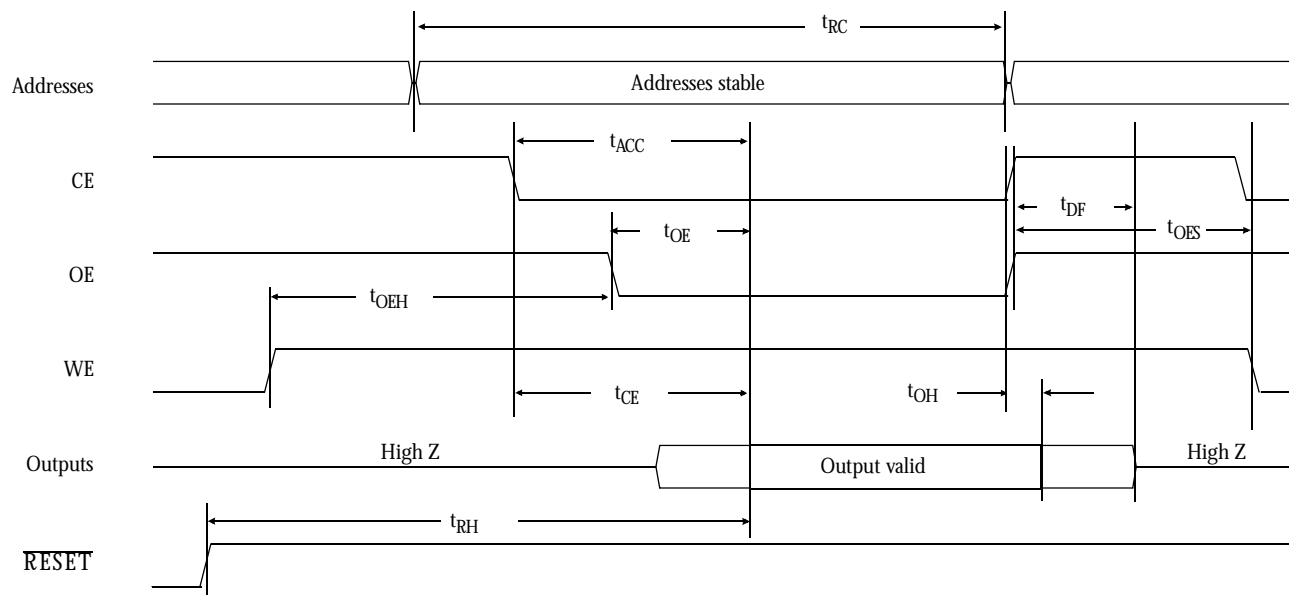 tRC
Addresses
Addresses stable
tACC
CE
tDF
tOE
tOES
OE
tOEH
WE
tCE
tOH
High Z
Outputs
Output valid
High Z
tRH
RESET